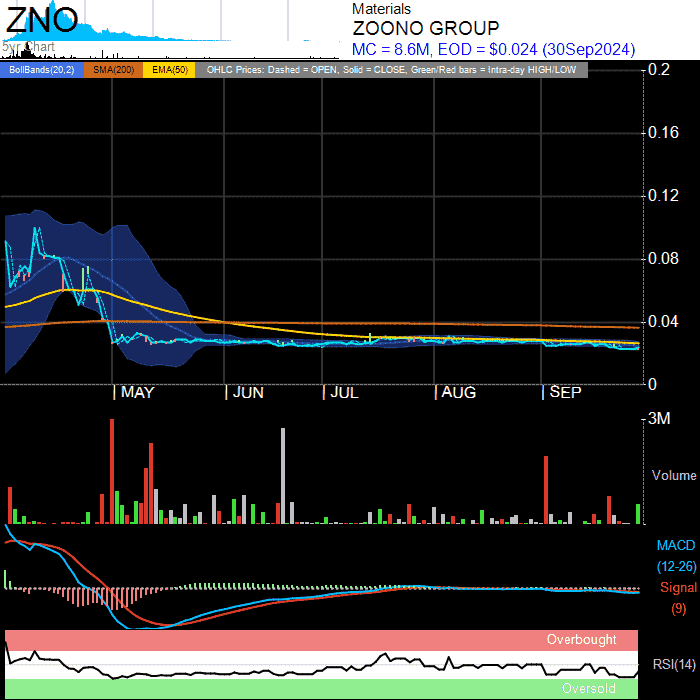 ZNO
5yr Chart
Materials
ZOONO GROUP
MC = 8.6M, EOD = $0.024 (30Sep2024)
BollBands(20,2) SMA(200) EMA(50) OHLC Prices: Dashed = OPEN, Solid = CLOSE, Green/Red bars = Intra-day HIGH/LOW
0.2
0.16
0.12
0.08
0.04
0
MAY JUN JUL AUG SEP
3M
Volume
MACD
(12-26)
Signal
(9)
Overbought
RSI(14)
Oversold